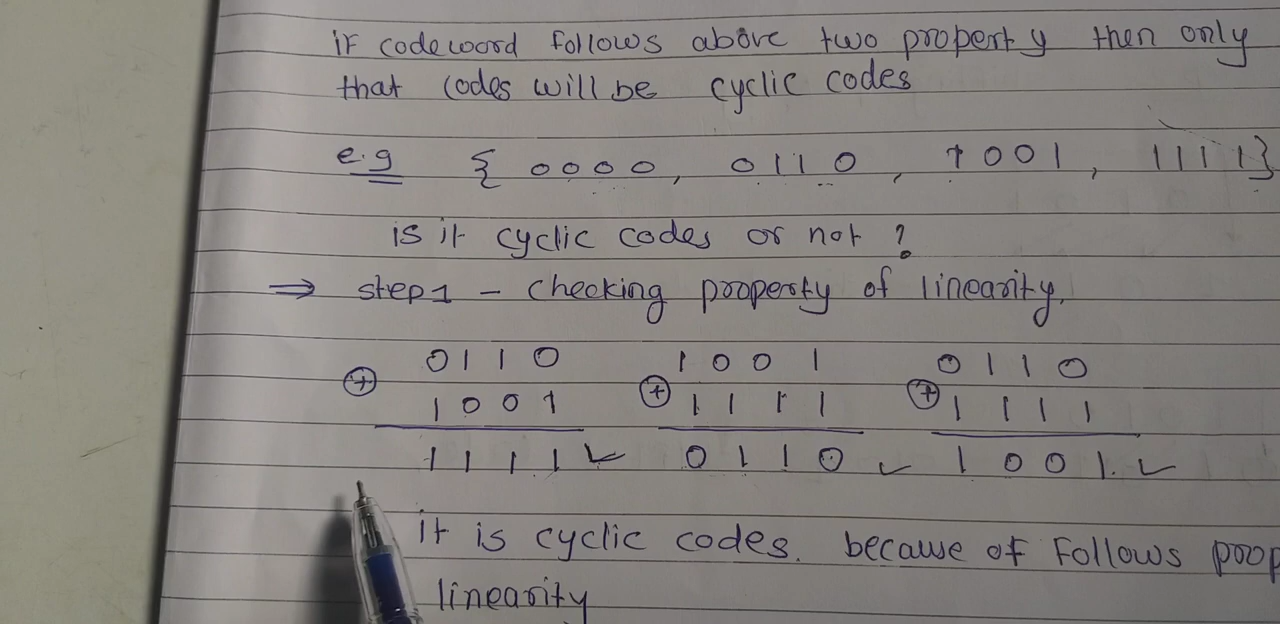 if codeword follows above two property then only
that codes will be cyclic codes
e.g { 0000, 0110, 1001, 1111}
is it cyclic codes or not ?
⇒ step1 - checking property of linearity.
0110 1001 0110
⊕ 1001 ⊕ 1111 ⊕ 1111
1111 ✓ 0110 ✓ 1001. ✓
it is cyclic codes. because of follows prop
linearity